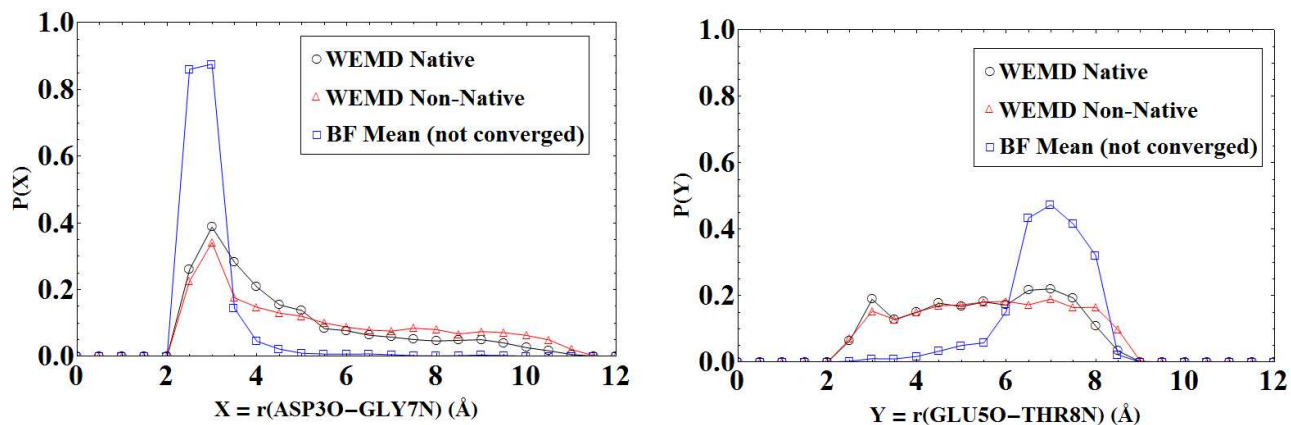 1.0
0.8
0.6
0.4
0.2
0.0
P(X)
WEMD Native
WEMD Non-Native
BF Mean (not converged)
0 2 4 6 8 10 12
X = r(ASP3O−GLY7N) (Å)
1.0
0.8
0.6
0.4
0.2
0.0
P(Y)
WEMD Native
WEMD Non-Native
BF Mean (not converged)
0 2 4 6 8 10 12
Y = r(GLU5O−THR8N) (Å)